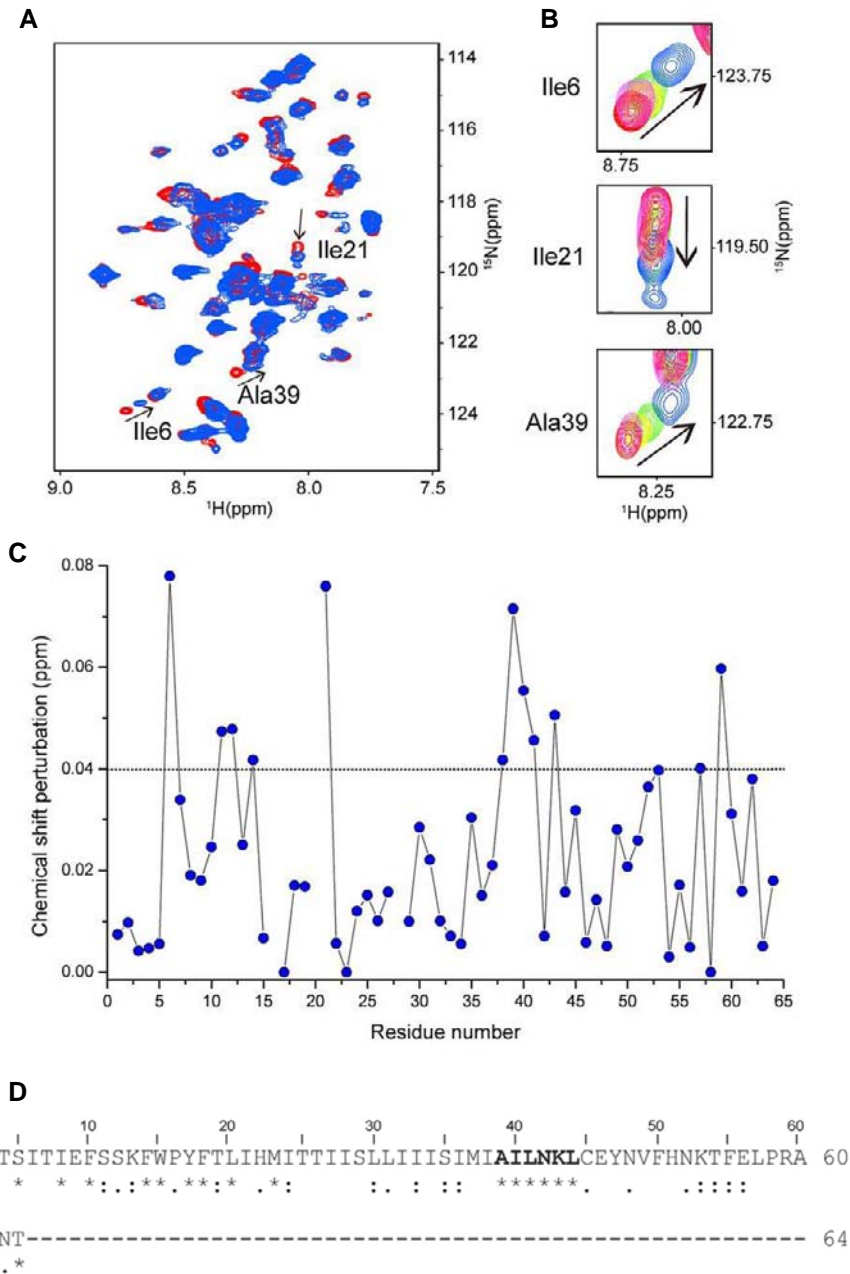 A
114
116
118
120
122
124
¹⁵N(ppm)
Ile21
Ala39
Ile6
9.0 8.5 8.0 7.5
¹H(ppm)
B
Ile6
123.75
8.75
Ile21
119.50
¹⁵N(ppm)
8.00
Ala39
122.75
8.25
¹H(ppm)
C
Chemical shift perturbation (ppm)
0.08
0.06
0.04
0.02
0.00
0 5 10 15 20 25 30 35 40 45 50 55 60 65
Residue number
D
10 20 30 40 50 60
TSITIEFSSKFWPYFTLIHMITTIISLLIIISIMIAILNKLCEYNVFHNKTFELPRA 60
* * *:.:**.**:* .*: :. : :: ******. . .::::
NT------------------------------------------------------- 64
.*